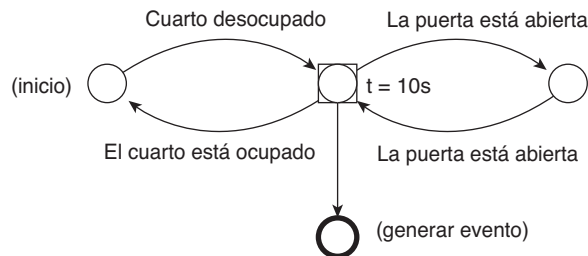 Cuarto desocupado
La puerta está abierta
(inicio)
t = 10s
El cuarto está ocupado
La puerta está abierta
(generar evento)